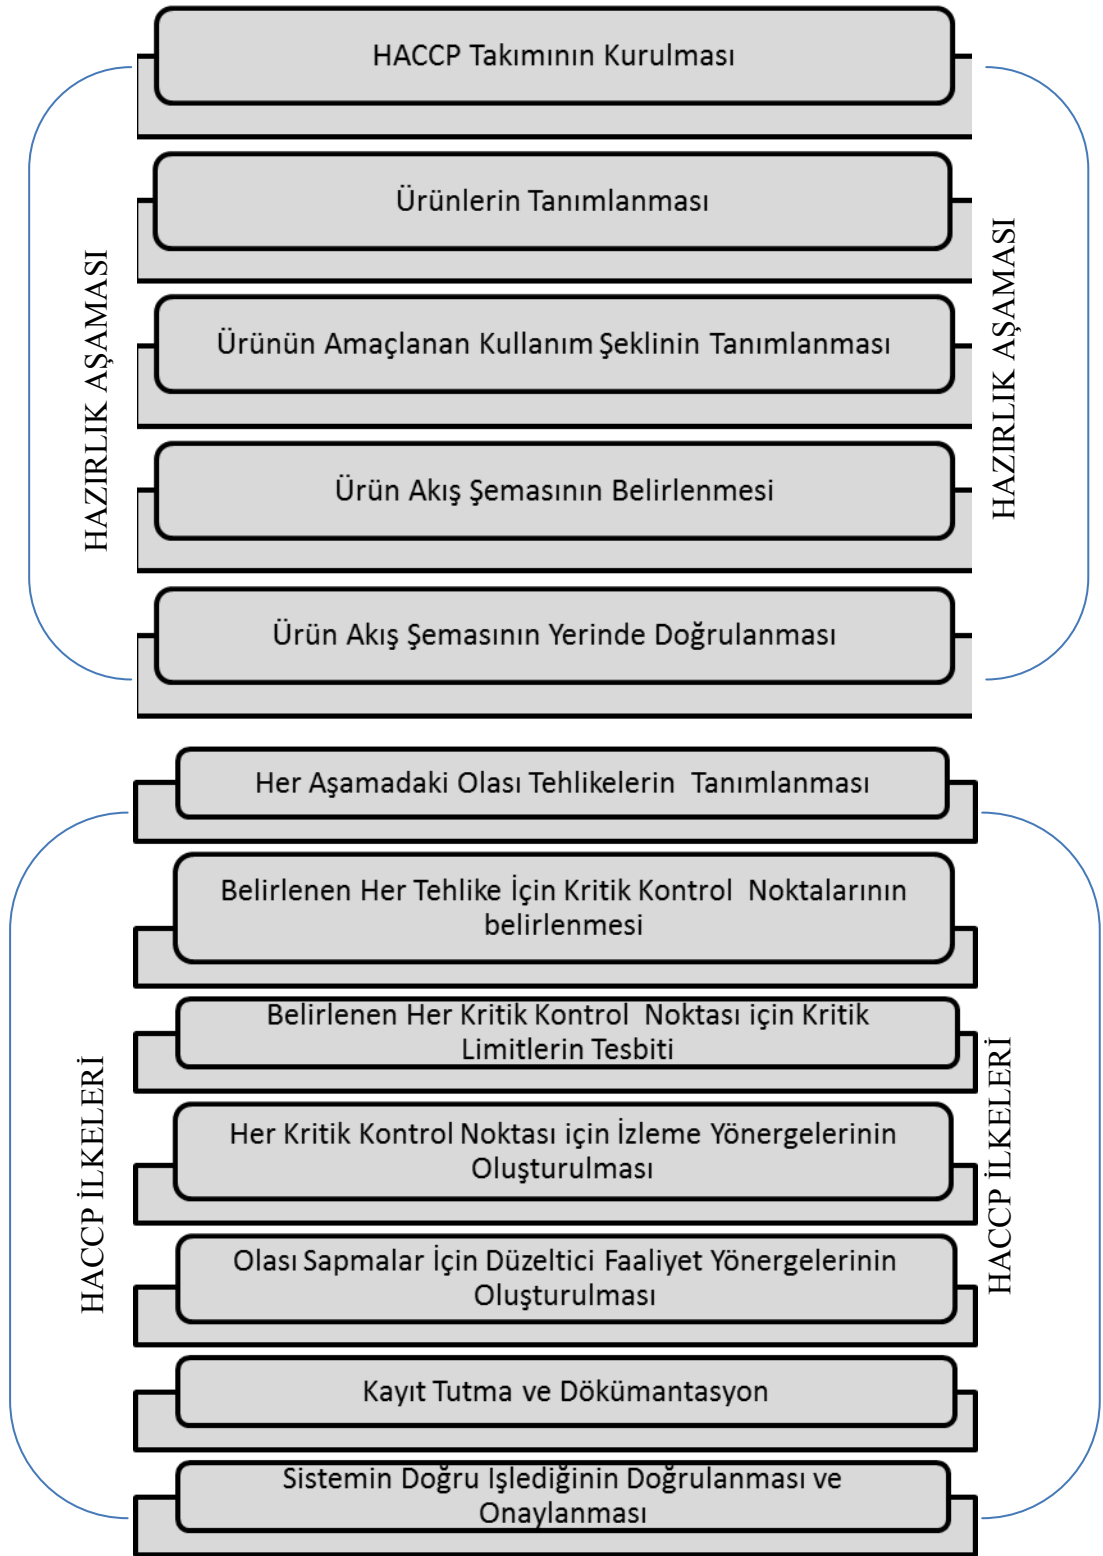 HACCP Takımının Kurulması
Ürünlerin Tanımlanması
Ürünün Amaçlanan Kullanım Şeklinin Tanımlanması
Ürün Akış Şemasının Belirlenmesi
Ürün Akış Şemasının Yerinde Doğrulanması
HAZIRLIK AŞAMASI
HAZIRLIK AŞAMASI
Her Aşamadaki Olası Tehlikelerin Tanımlanması
Belirlenen Her Tehlike İçin Kritik Kontrol Noktalarının
belirlenmesi
Belirlenen Her Kritik Kontrol Noktası için Kritik
Limitlerin Tesbiti
Her Kritik Kontrol Noktası için İzleme Yönergelerinin
Oluşturulması
Olası Sapmalar İçin Düzeltici Faaliyet Yönergelerinin
Oluşturulması
Kayıt Tutma ve Dökümantasyon
Sistemin Doğru Işlediğinin Doğrulanması ve
Onaylanması
HACCP İLKELERİ
HACCP İLKELERİ